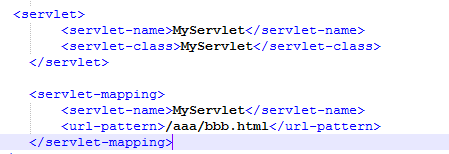 <servlet>
<servlet-name>MyServlet</servlet-name>
<servlet-class>MyServlet</servlet-class>
</servlet>
<servlet-mapping>
<servlet-name>MyServlet</servlet-name>
<url-pattern>/aaa/bbb.html</url-pattern>
</servlet-mapping>